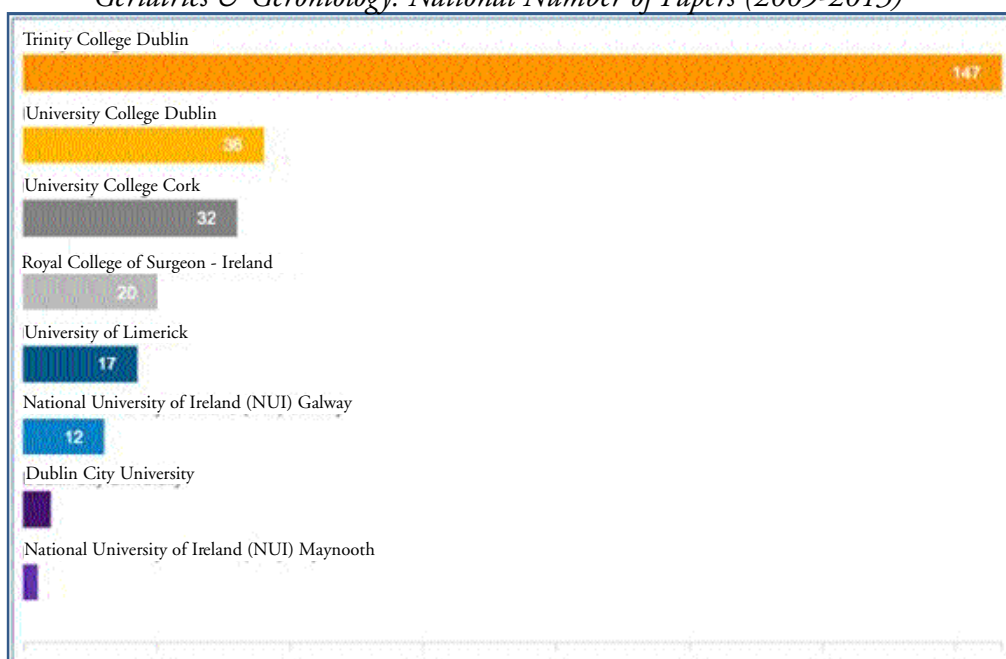 Geriatrics & Gerontology: National Number of Papers (2009-2013)
Trinity College Dublin
147
University College Dublin
36
University College Cork
32
Royal College of Surgeon - Ireland
20
University of Limerick
17
National University of Ireland (NUI) Galway
12
Dublin City University
National University of Ireland (NUI) Maynooth